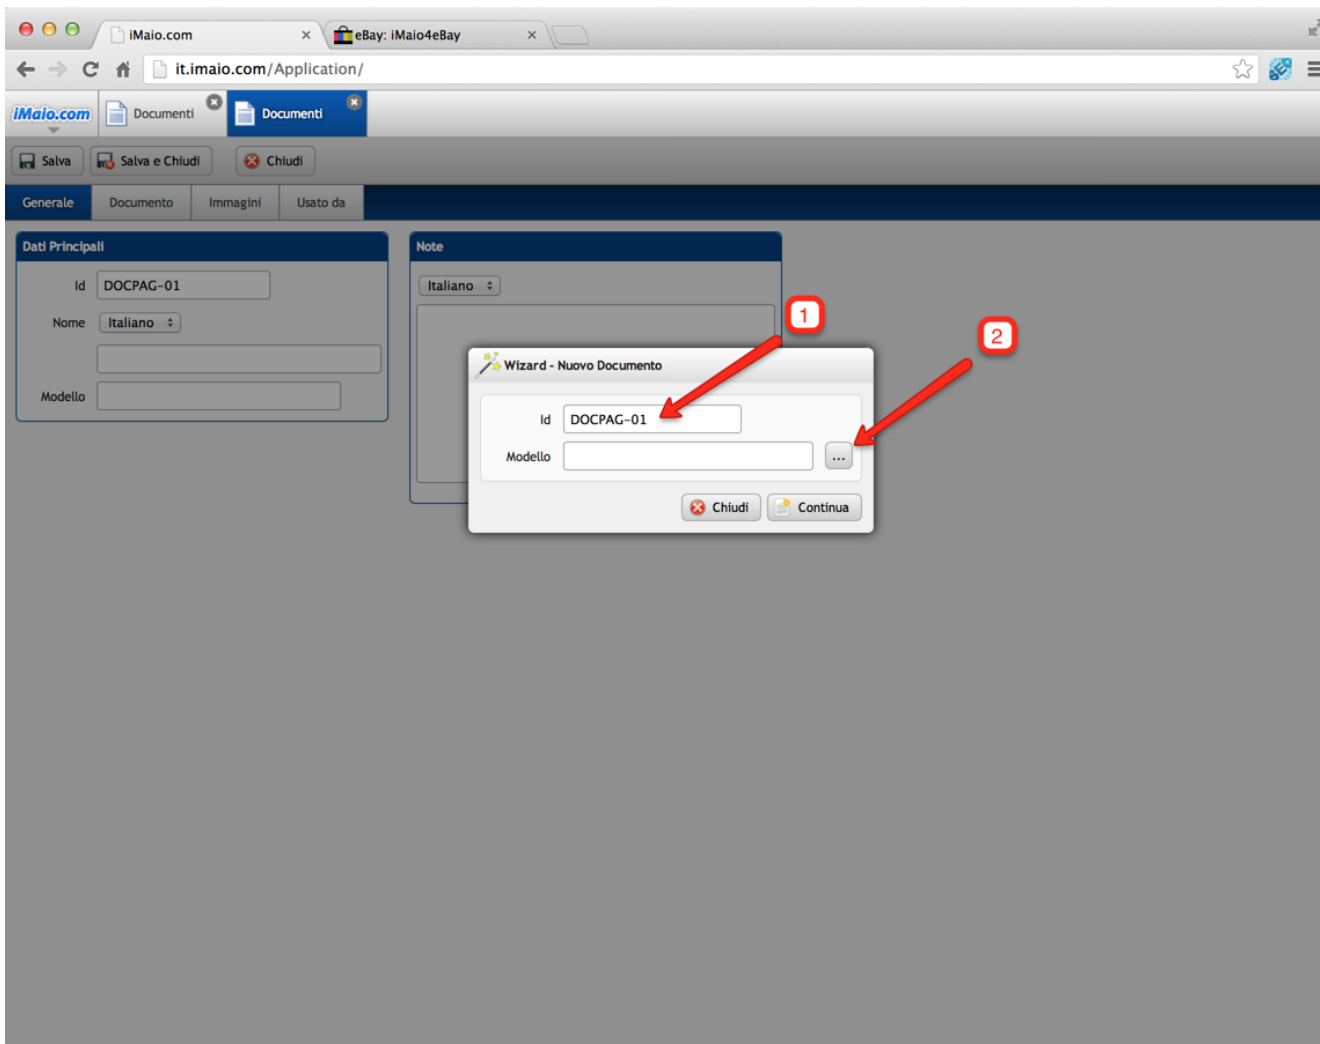 iMaio.com
eBay: iMaio4eBay
it.imaio.com/Application/
iMaio.com
Documenti
Documenti
Salva
Salva e Chiudi
Chiudi
Generale
Documento
Immagini
Usato da
Dati Principali
Id
DOCPAG-01
Nome
Italiano
Modello
Note
Italiano
1
2
Wizard - Nuovo Documento
Id
DOCPAG-01
Modello
...
Chiudi
Continua